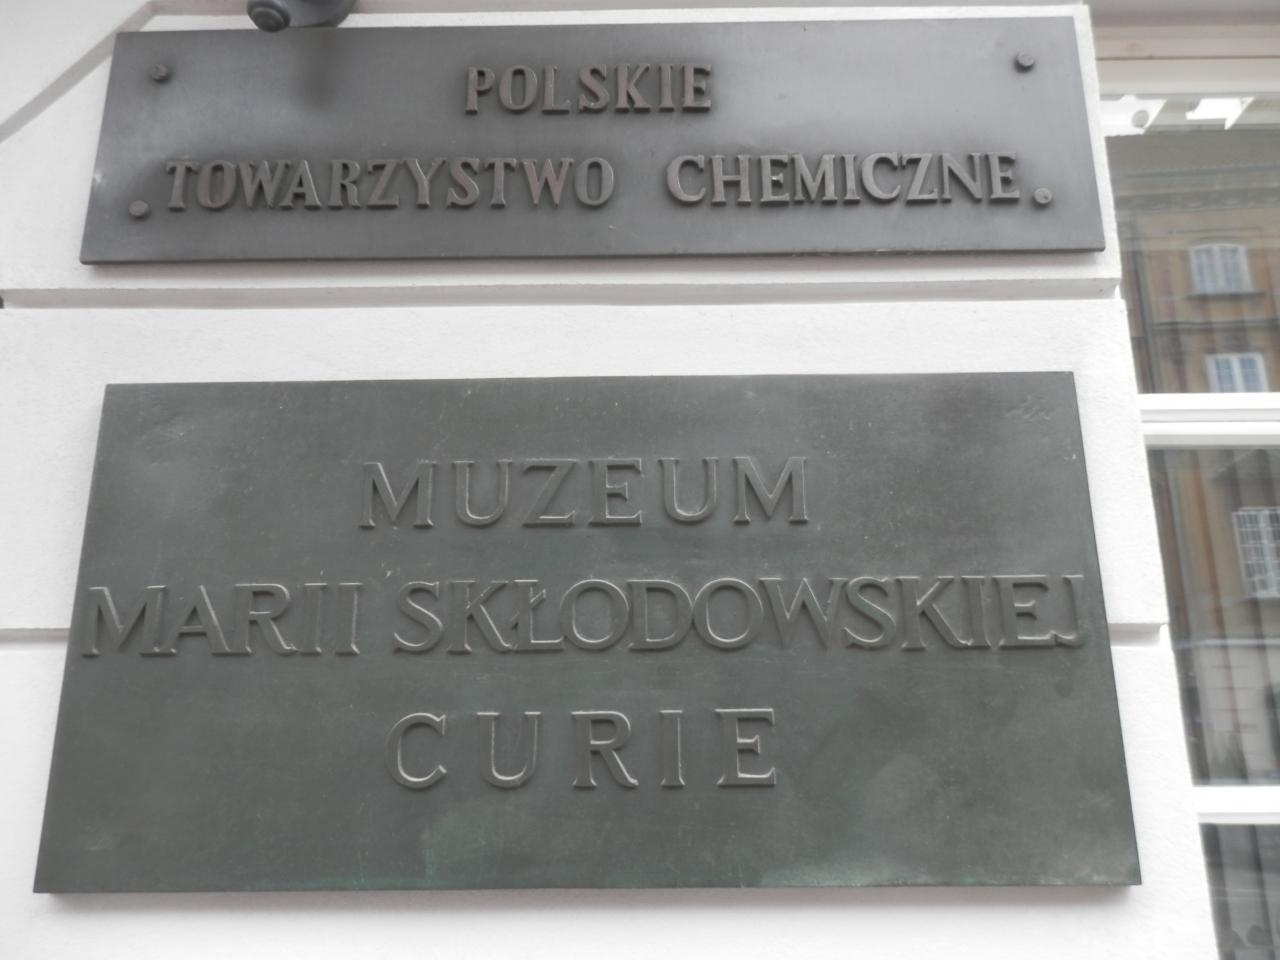 POLSKIE
TOWARZYSTWO CHEMICZNE
MUZEUM
MARII SKŁODOWSKIEJ
CURIE